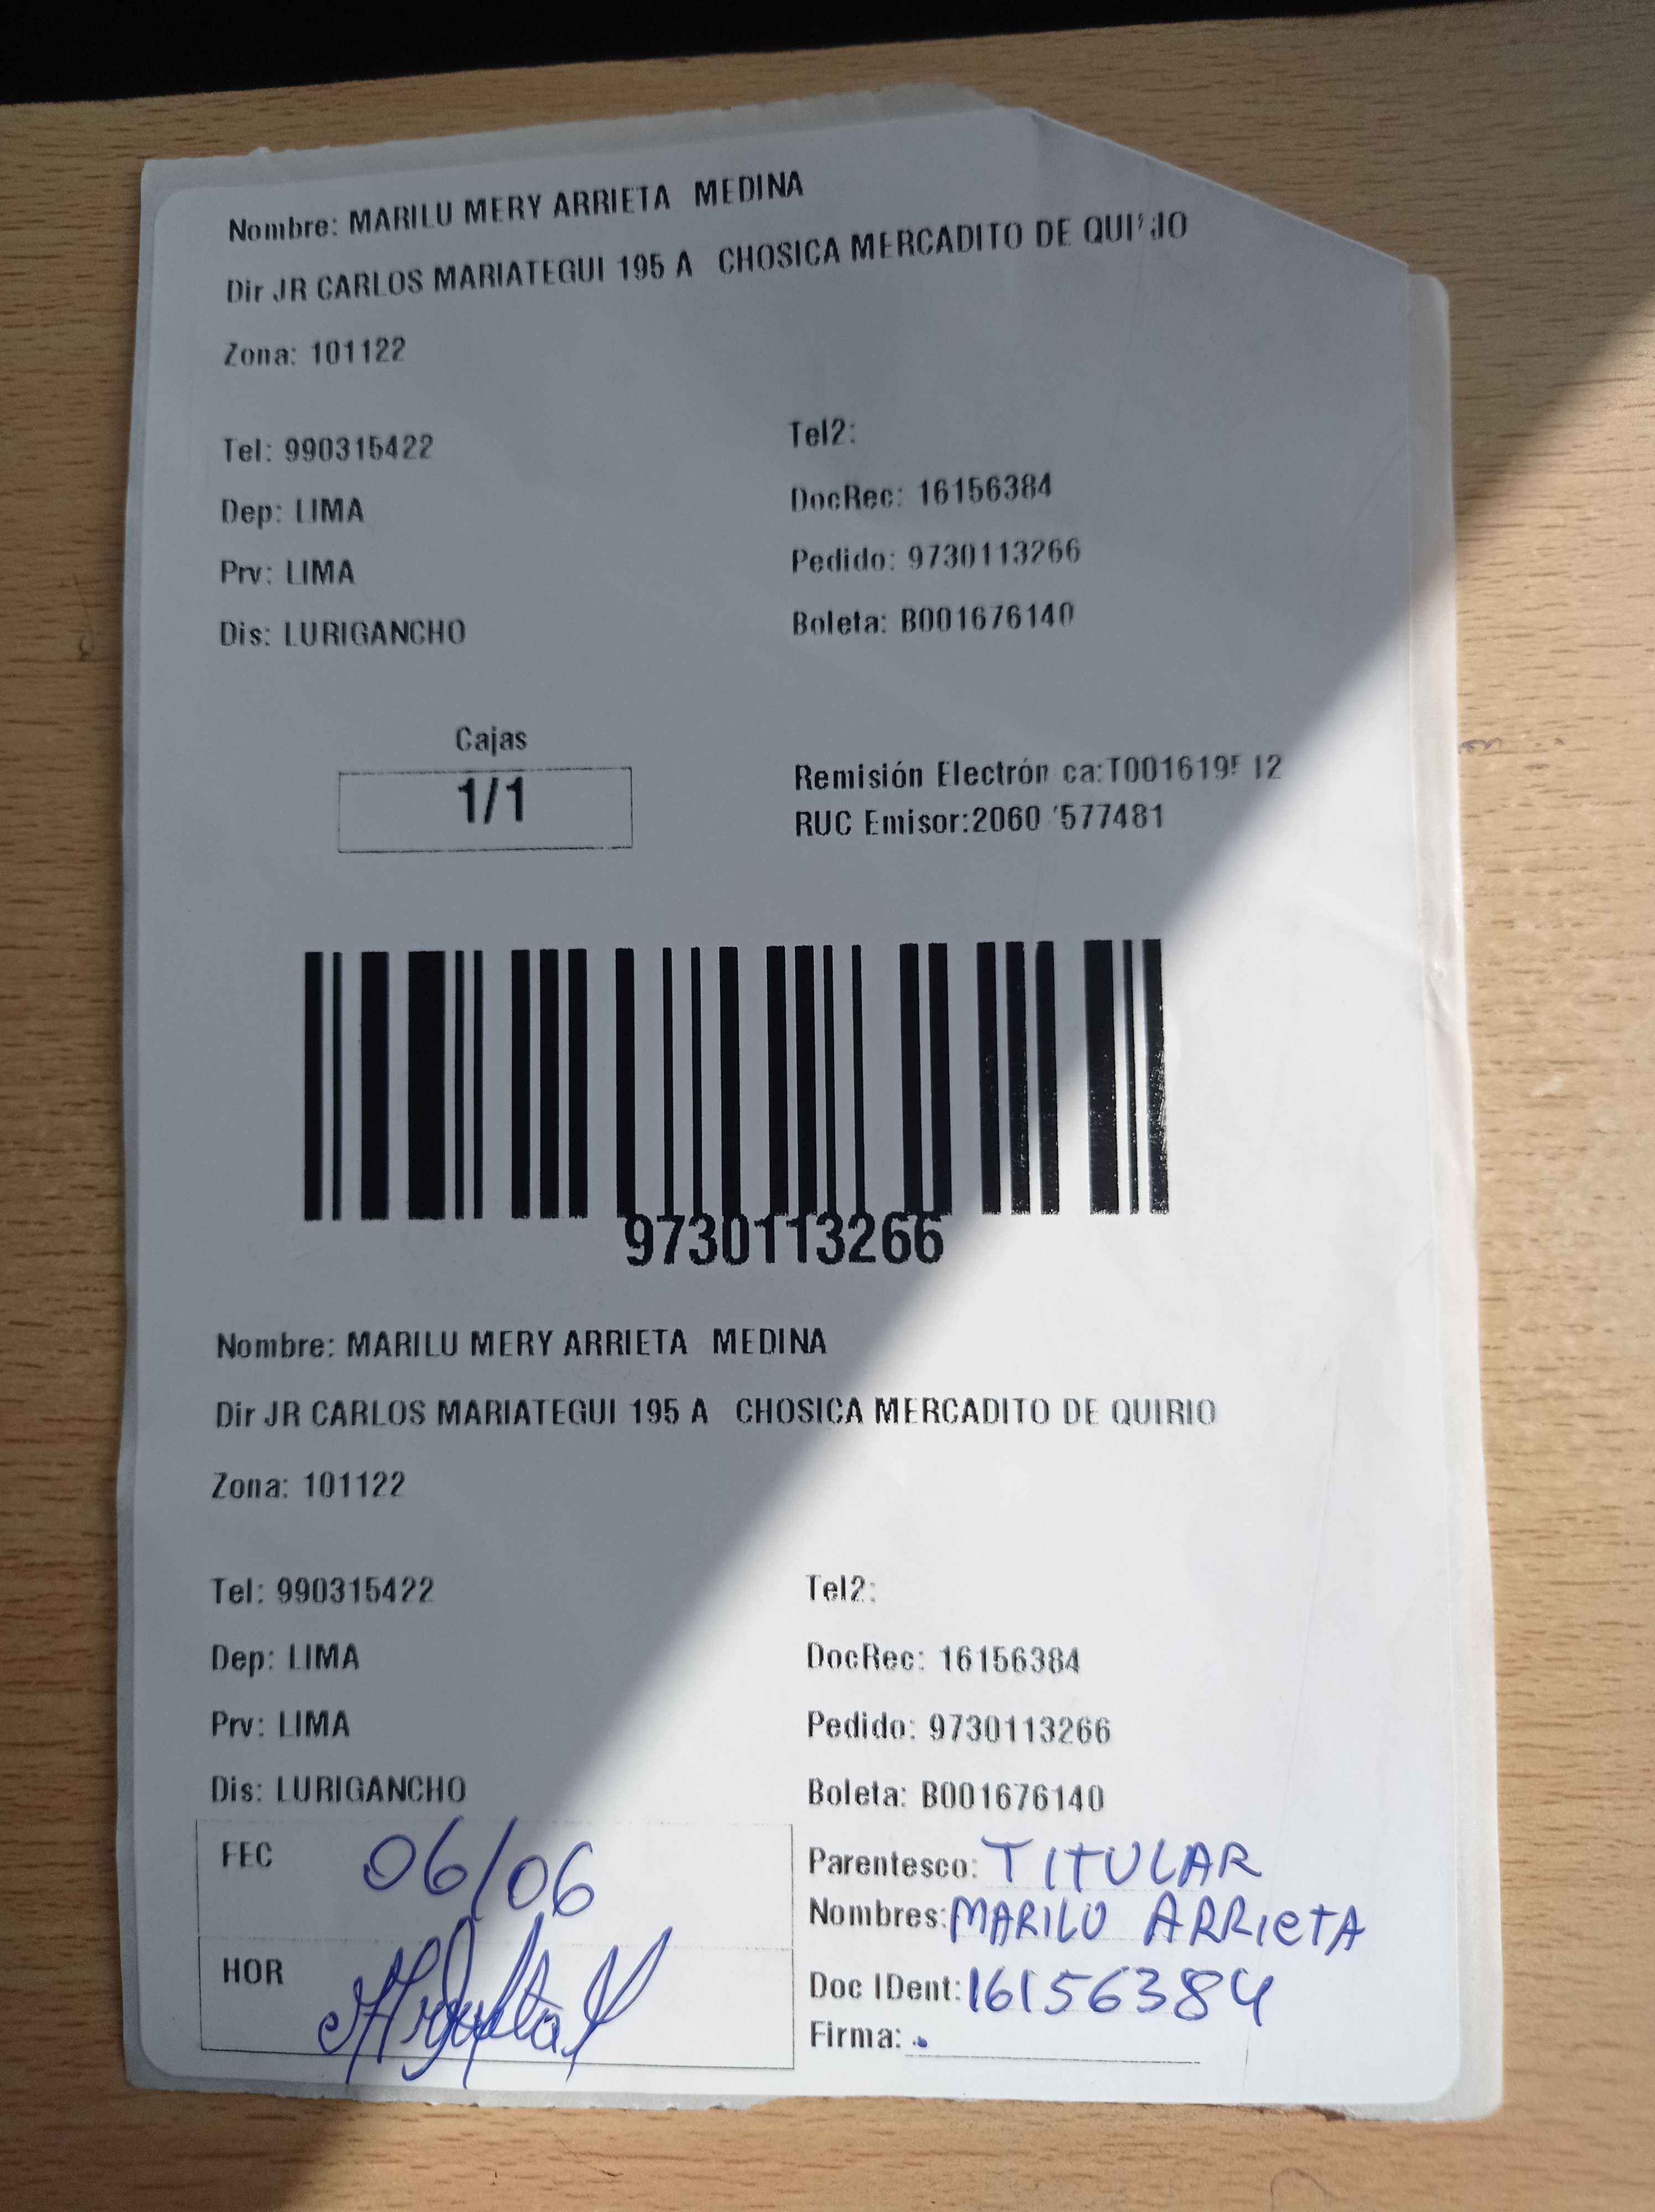 Nombre: MARILU MERY ARRIETA MEDINA
Dir JR CARLOS MARIATEGUI 195 A CHOSICA MERCADITO DE
Zona: 101122
Tel: 990315422 Tel2:
Dep: LIMA DocRec: 16156384
Prv: LIMA Pedido: 9730113266
Dis: LURIGANCHO Boleta: B001676140
Cajas
1/1
Remisión
RUC Emisor:
9730113266
Nombre: MARILU MERY ARRIETA MEDINA
Dir JR CARLOS MARIATEGUI 195 A CHOSICA MERCADITO DE QUIRIO
Zona: 101122
Tel: 990315422 Tel2:
Dep: LIMA DocRec: 16156384
Prv: LIMA Pedido: 9730113266
Dis: LURIGANCHO Boleta: B001676140
FEC 06/06
Parentesco: TITULAR
Nombres: MARILU ARRIETA
HOR
Doc IDent: 16156384
Firma: